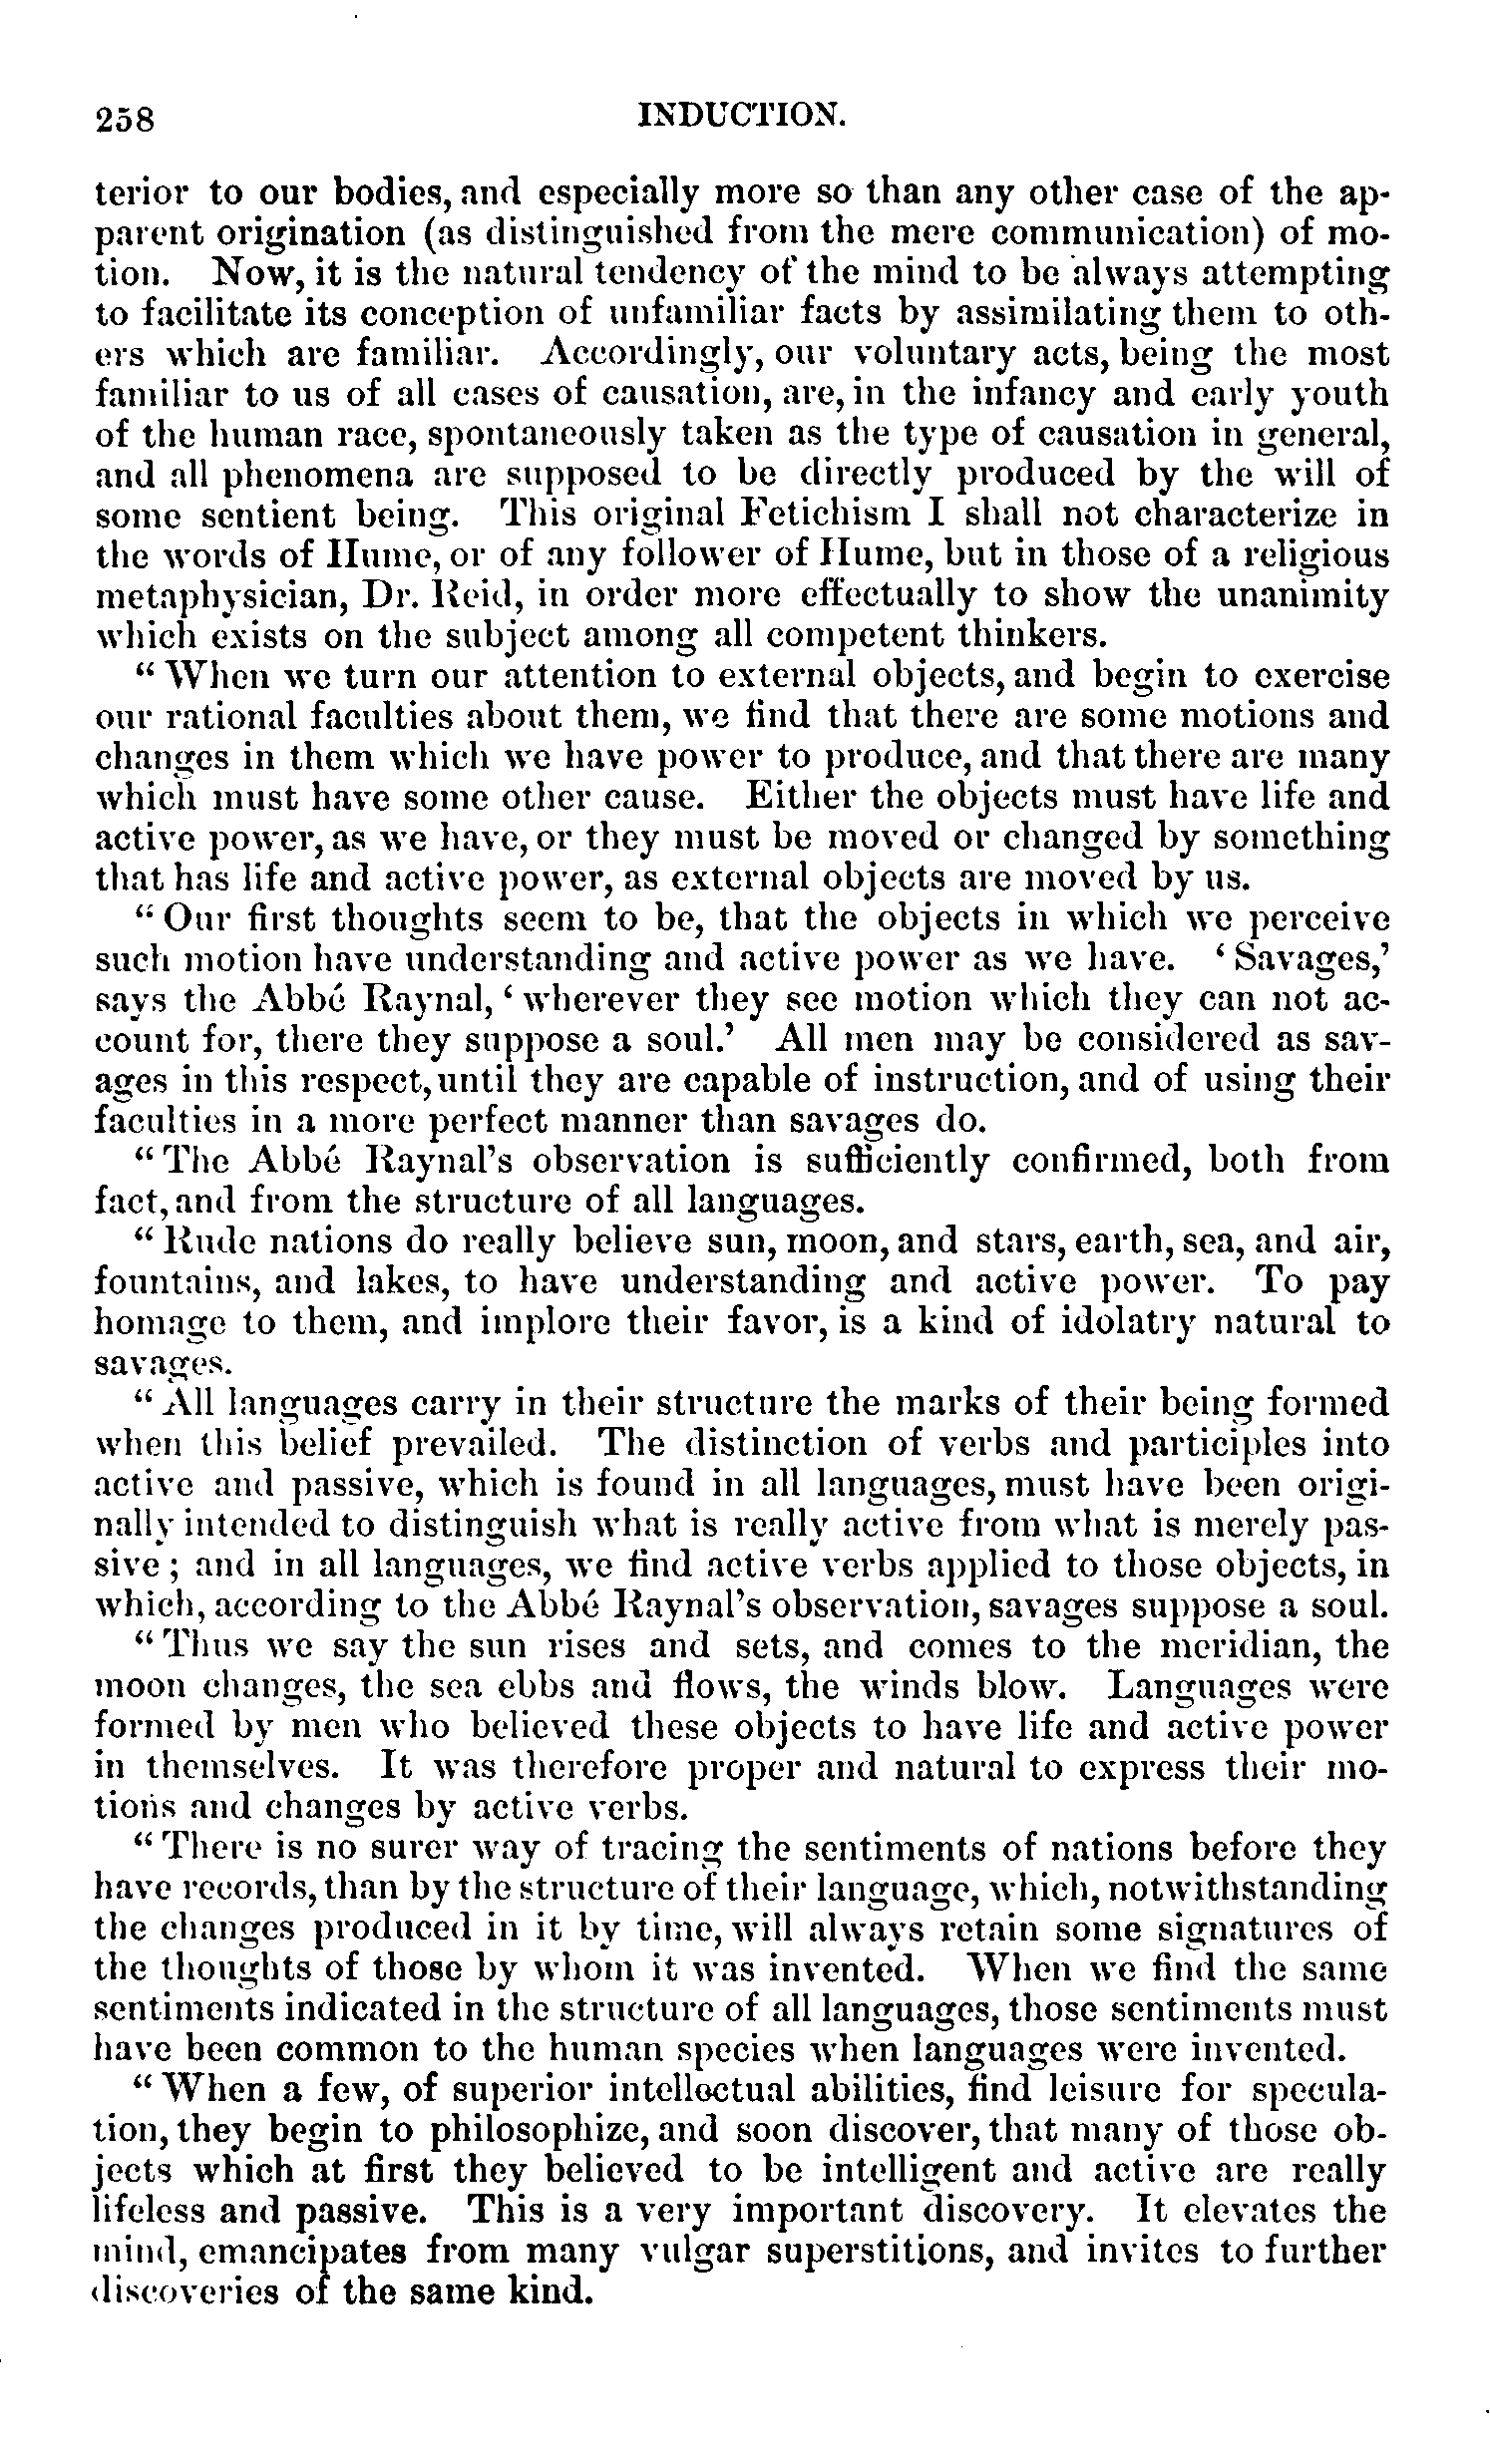 258 INDUCTION.
terior to our bodies, and especially more so than any other case of the ap-
parent origination (as distinguished from the mere communication) of mo-
tion. Now, it is the natural tendency of the mind to be always attempting
to facilitate its conception of unfamiliar facts by assimilating them to oth-
ers which are familiar. Accordingly, our voluntary acts, being the most
familiar to us of all cases of causation, are, in the infancy and early youth
of the human race, spontaneously taken as the type of causation in general,
and all phenomena are supposed to be directly produced by the will of
some sentient being. This original Fetichism I shall not characterize in
the words of Hume, or of any follower of Hume, but in those of a religious
metaphysician, Dr. Reid, in order more effectually to show the unanimity
which exists on the subject among all competent thinkers.
“When we turn our attention to external objects, and begin to exercise
our rational faculties about them, we find that there are some motions and
changes in them which we have power to produce, and that there are many
which must have some other cause. Either the objects must have life and
active power, as we have, or they must be moved or changed by something
that has life and active power, as external objects are moved by us.
“Our first thoughts seem to be, that the objects in which we perceive
such motion have understanding and active power as we have. ‘Savages,’
says the Abbé Raynal, ‘wherever they see motion which they can not ac-
count for, there they suppose a soul.’ All men may be considered as sav-
ages in this respect, until they are capable of instruction, and of using their
faculties in a more perfect manner than savages do.
“The Abbé Raynal’s observation is sufficiently confirmed, both from
fact, and from the structure of all languages.
“Rude nations do really believe sun, moon, and stars, earth, sea, and air,
fountains, and lakes, to have understanding and active power. To pay
homage to them, and implore their favor, is a kind of idolatry natural to
savages.
“All languages carry in their structure the marks of their being formed
when this belief prevailed. The distinction of verbs and participles into
active and passive, which is found in all languages, must have been origi-
nally intended to distinguish what is really active from what is merely pas-
sive; and in all languages, we find active verbs applied to those objects, in
which, according to the Abbé Raynal’s observation, savages suppose a soul.
“Thus we say the sun rises and sets, and comes to the meridian, the
moon changes, the sea ebbs and flows, the winds blow. Languages were
formed by men who believed these objects to have life and active power
in themselves. It was therefore proper and natural to express their mo-
tions and changes by active verbs.
“There is no surer way of tracing the sentiments of nations before they
have records, than by the structure of their language, which, notwithstanding
the changes produced in it by time, will always retain some signatures of
the thoughts of those by whom it was invented. When we find the same
sentiments indicated in the structure of all languages, those sentiments must
have been common to the human species when languages were invented.
“When a few, of superior intellectual abilities, find leisure for specula-
tion, they begin to philosophize, and soon discover, that many of those ob-
jects which at first they believed to be intelligent and active are really
lifeless and passive. This is a very important discovery. It elevates the
mind, emancipates from many vulgar superstitions, and invites to further
discoveries of the same kind.